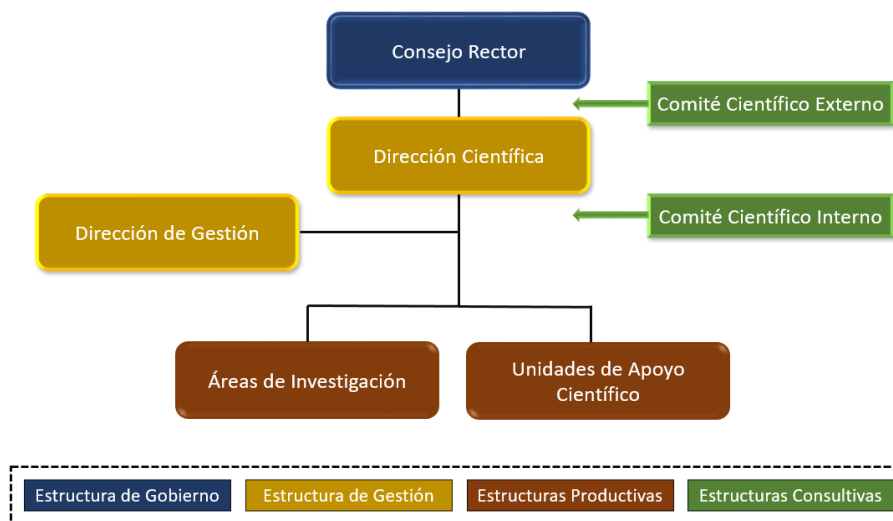 Consejo Rector
Comité Científico Externo
Dirección Científica
Comité Científico Interno
Dirección de Gestión
Áreas de Investigación
Unidades de Apoyo
Científico
Estructura de Gobierno
Estructura de Gestión
Estructuras Productivas
Estructuras Consultivas